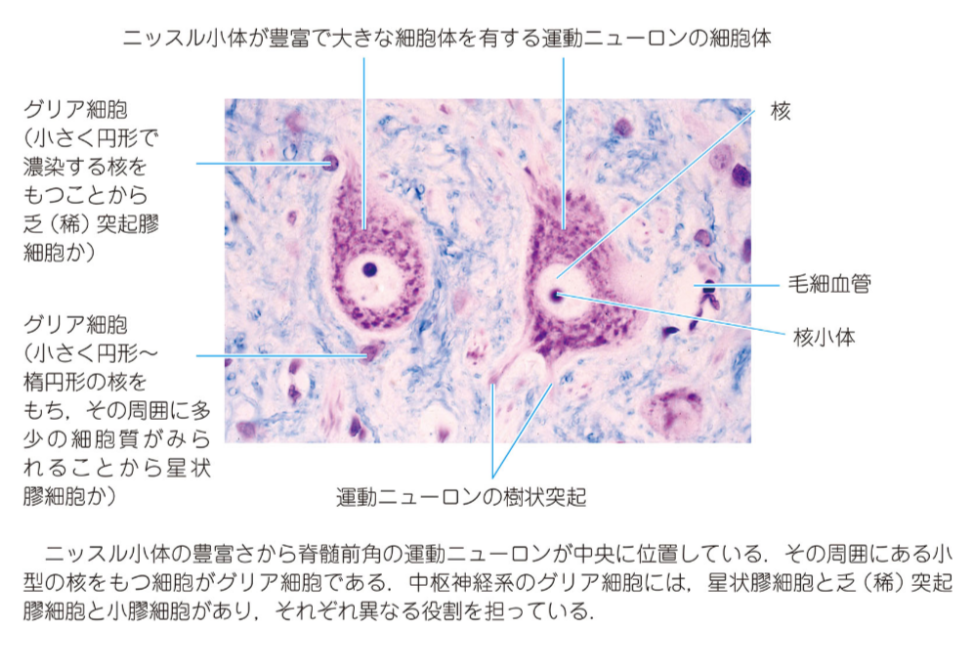 ニッスル小体が豊富で大きな細胞体を有する運動ニューロンの細胞体
グリア細胞
（小さく円形で
濃染する核を
もつことから
乏（稀）突起膠
細胞か）
核
毛細血管
核小体
グリア細胞
（小さく円形〜
楕円形の核を
もち，その周囲に多
少の細胞質がみら
れることから星状
膠細胞か）
運動ニューロンの樹状突起
ニッスル小体の豊富さから脊髄前角の運動ニューロンが中央に位置している．その周囲にある小
型の核をもつ細胞がグリア細胞である．中枢神経系のグリア細胞には，星状膠細胞と乏（稀）突起
膠細胞と小膠細胞があり，それぞれ異なる役割を担っている．